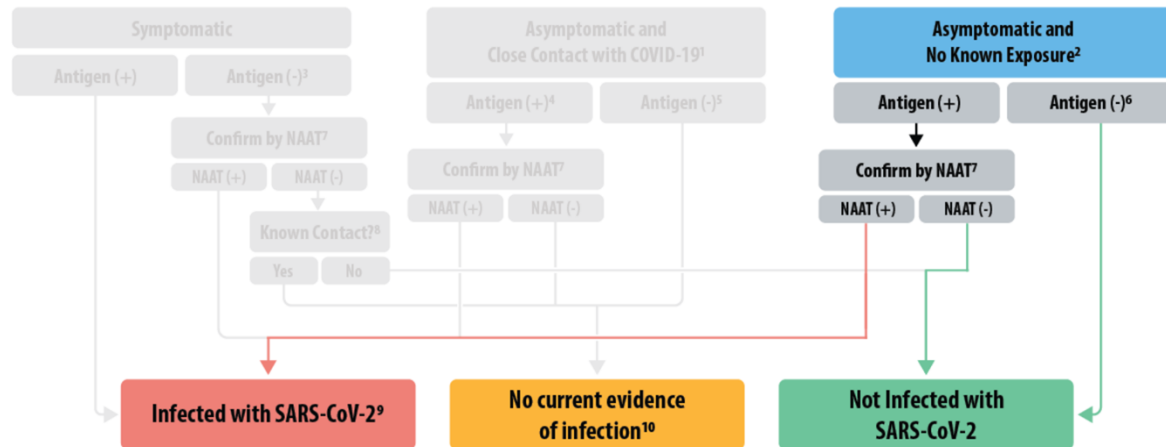 Symptomatic
Antigen (+)
Antigen (-)³
Confirm by NAAT⁷
NAAT (+)
NAAT (-)
Known Contact?⁸
Yes
No
Asymptomatic and
Close Contact with COVID-19¹
Antigen (+)⁴
Antigen (-)⁵
Confirm by NAAT⁷
NAAT (+)
NAAT (-)
Asymptomatic and
No Known Exposure²
Antigen (+)
Antigen (-)⁶
Confirm by NAAT⁷
NAAT (+)
NAAT (-)
Infected with SARS-CoV-2⁹
No current evidence
of infection¹⁰
Not Infected with
SARS-CoV-2